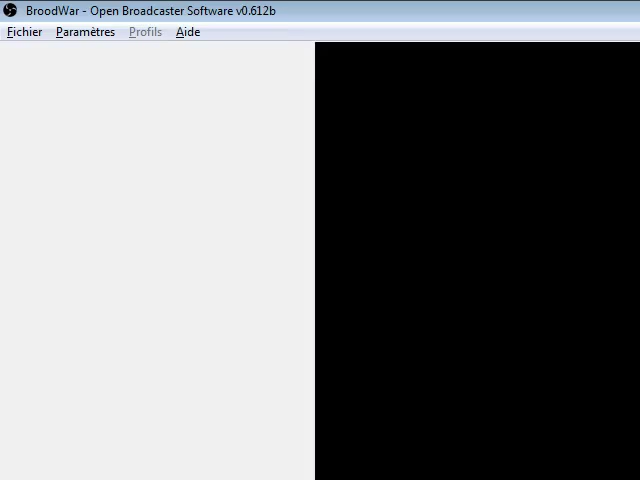 BroodWar - Open Broadcaster Software v0.612b
Fichier Paramètres Profils Aide